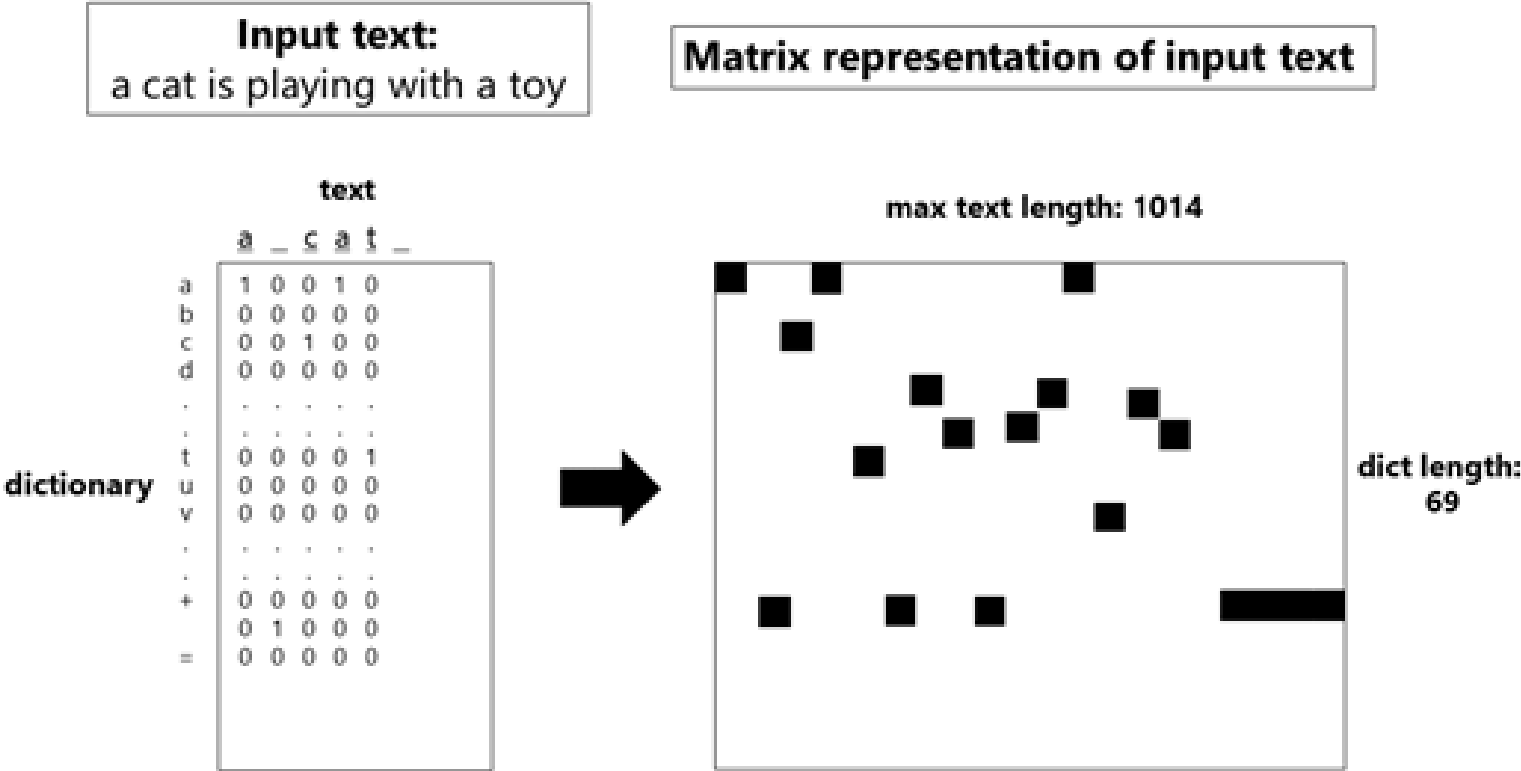 Input text:
a cat is playing with a toy
Matrix representation of input text
text
a _ c a t _
max text length: 1014
a 1 0 0 1 0
b 0 0 0 0 0
c 0 0 1 0 0
d 0 0 0 0 0
. . . . . .
. . . . . .
t 0 0 0 0 1
dictionary
u 0 0 0 0 0
v 0 0 0 0 0
. . . . . .
. . . . . .
+ 0 0 0 0 0
0 1 0 0 0
= 0 0 0 0 0
dict length:
69